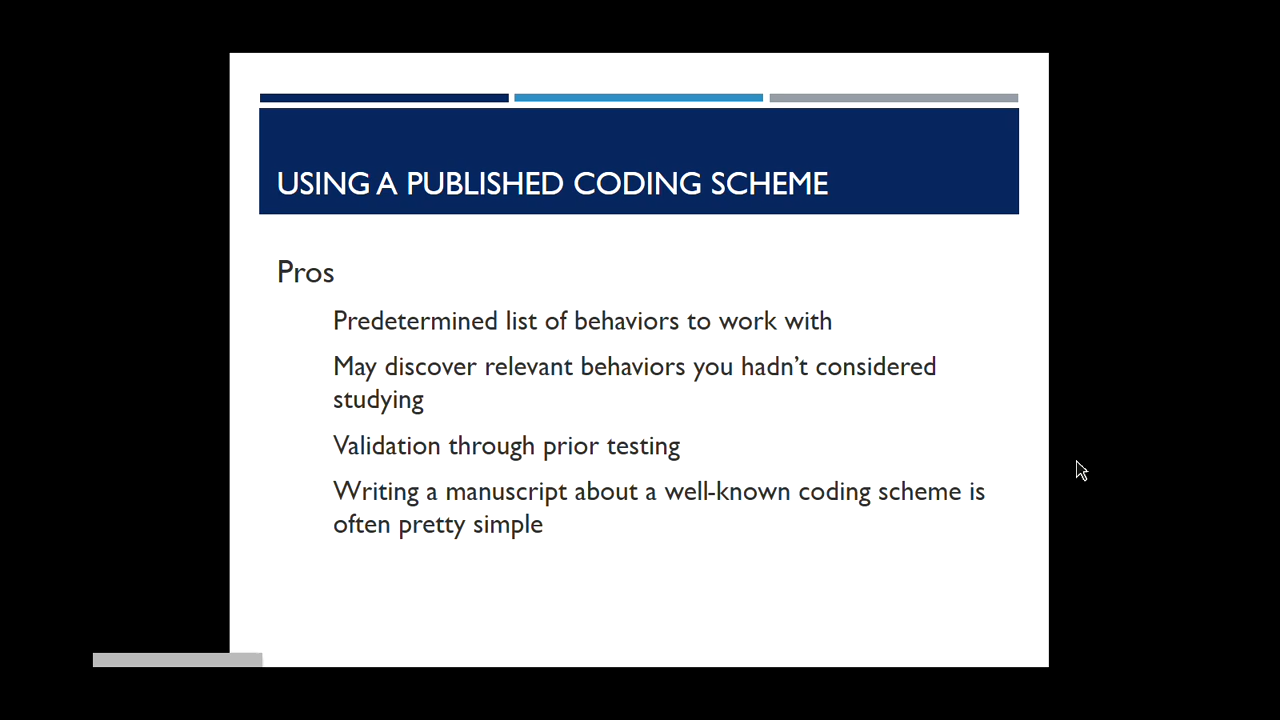 USING A PUBLISHED CODING SCHEME
Pros
Predetermined list of behaviors to work with
May discover relevant behaviors you hadn’t considered
studying
Validation through prior testing
Writing a manuscript about a well-known coding scheme is
often pretty simple